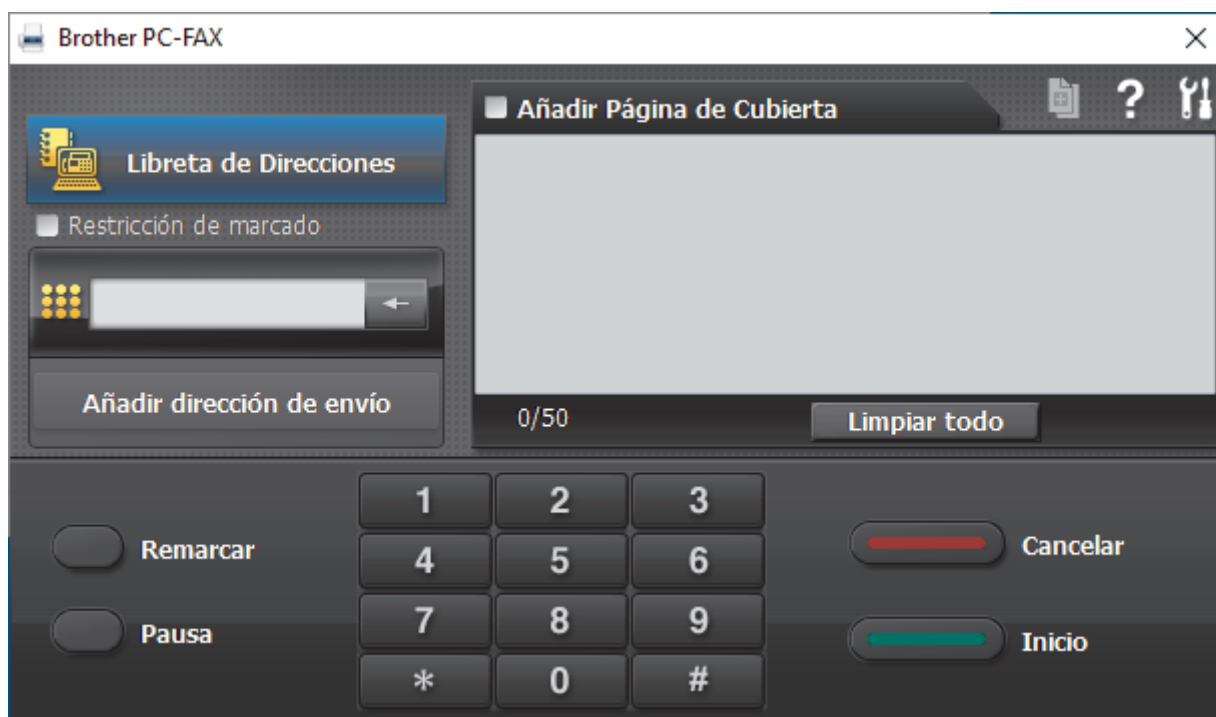 Brother PC-FAX
Añadir Página de Cubierta
?
Libreta de Direcciones
Restricción de marcado
Añadir dirección de envío
0/50
Limpiar todo
1 2 3
Remarcar
4 5 6
Cancelar
Pausa
7 8 9
Inicio
* 0 #